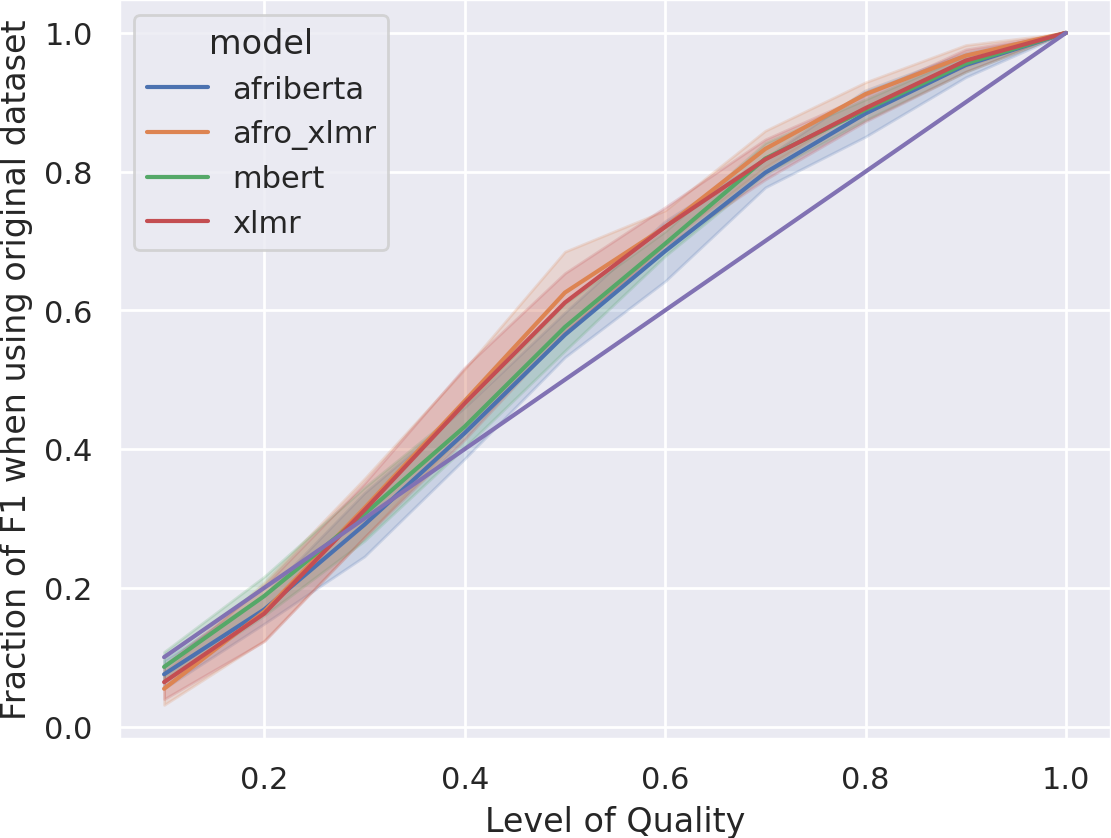 Fraction of F1 when using original dataset
1.0
0.8
0.6
0.4
0.2
0.0
model
afriberta
afro_xlmr
mbert
xlmr
0.2 0.4 0.6 0.8 1.0
Level of Quality